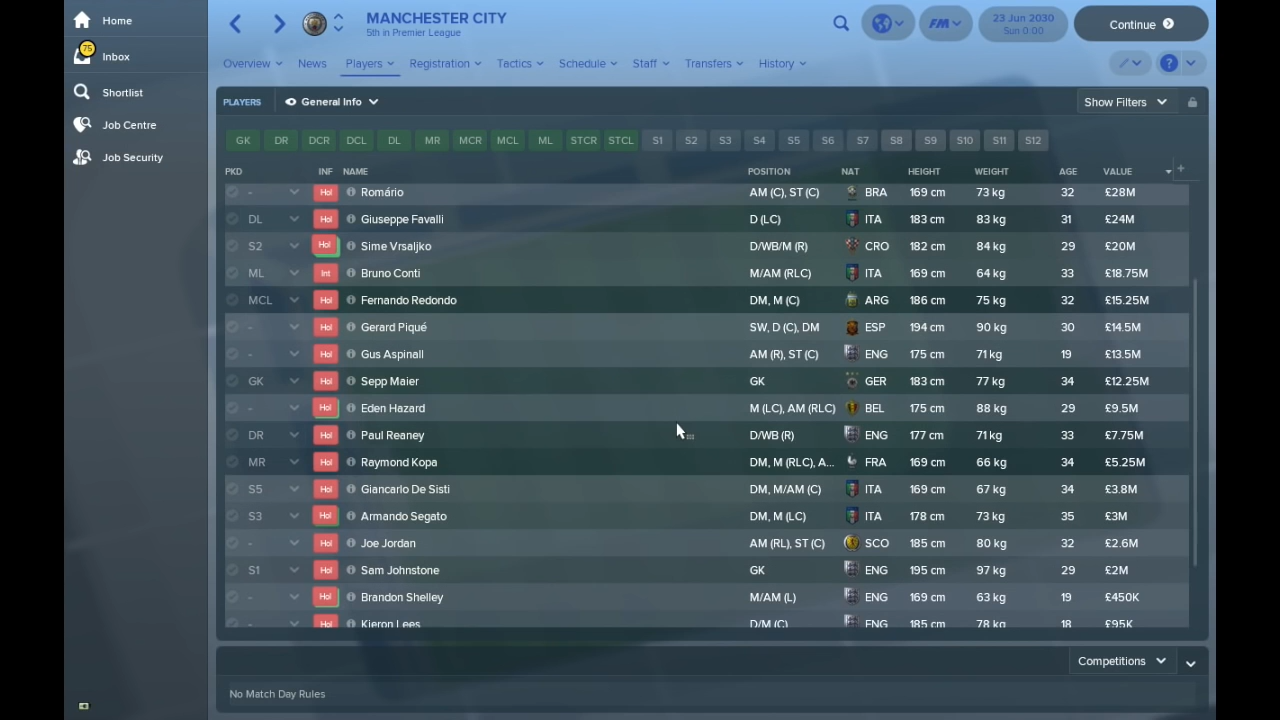 Home
75
Inbox
Shortlist
Job Centre
Job Security
MANCHESTER CITY
5th in Premier League
FM
23 Jun 2030
Sun 0:00
Continue
Overview News Players Registration Tactics Schedule Staff Transfers History
?
PLAYERS General Info Show Filters
GK DR DCR DCL DL MR MCR MCL ML STCR STCL S1 S2 S3 S4 S5 S6 S7 S8 S9 S10 S11 S12
PKD INF NAME POSITION NAT HEIGHT WEIGHT AGE VALUE +
- Hol Romário AM (C), ST (C) BRA 169 cm 73 kg 32 £28M
DL Hol Giuseppe Favalli D (LC) ITA 183 cm 83 kg 31 £24M
S2 Hol Sime Vrsaljko D/WB/M (R) CRO 182 cm 84 kg 29 £20M
ML Int Bruno Conti M/AM (RLC) ITA 169 cm 64 kg 33 £18.75M
MCL Hol Fernando Redondo DM, M (C) ARG 186 cm 75 kg 32 £15.25M
- Hol Gerard Piqué SW, D (C), DM ESP 194 cm 90 kg 30 £14.5M
- Hol Gus Aspinall AM (R), ST (C) ENG 175 cm 71 kg 19 £13.5M
GK Hol Sepp Maier GK GER 183 cm 77 kg 34 £12.25M
- Hol Eden Hazard M (LC), AM (RLC) BEL 175 cm 88 kg 29 £9.5M
DR Hol Paul Reaney D/WB (R) ENG 177 cm 71 kg 33 £7.75M
MR Hol Raymond Kopa DM, M (RLC), A... FRA 169 cm 66 kg 34 £5.25M
S5 Hol Giancarlo De Sisti DM, M/AM (C) ITA 169 cm 67 kg 34 £3.8M
S3 Hol Armando Segato DM, M (LC) ITA 178 cm 73 kg 35 £3M
- Hol Joe Jordan AM (RL), ST (C) SCO 185 cm 80 kg 32 £2.6M
S1 Hol Sam Johnstone GK ENG 195 cm 97 kg 29 £2M
- Hol Brandon Shelley M/AM (L) ENG 169 cm 63 kg 19 £450K
- Hol Kieron Lees D/M (C) ENG 185 cm 78 kg 18 £95K
Competitions
No Match Day Rules